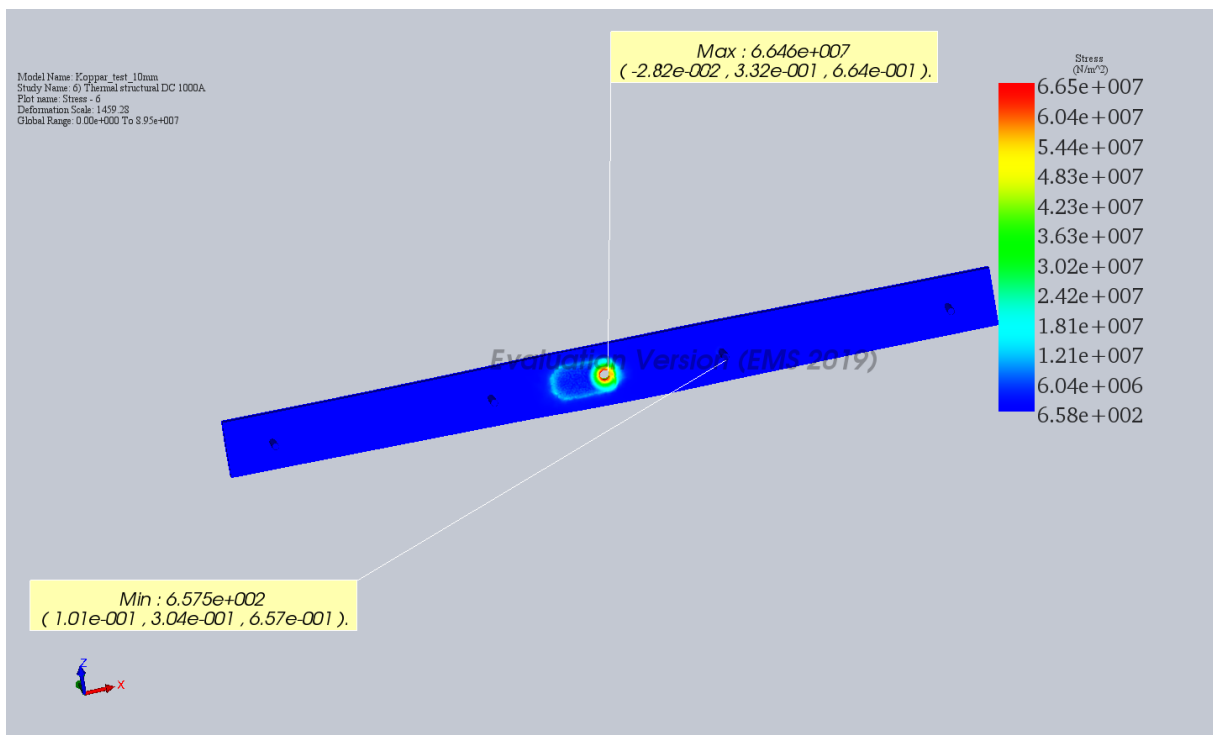 Max : 6.646e+007
( -2.82e-002 , 3.32e-001 , 6.64e-001 ).
Model Name: Koppar_test_10mm
Study Name: 6) Thermal structural DC 1000A
Plot name: Stress - 6
Deformation Scale: 1459.28
Global Range: 0.00e+000 To 8.95e+007
Stress
(N/m^2)
6.65e+007
6.04e+007
5.44e+007
4.83e+007
4.23e+007
3.63e+007
3.02e+007
2.42e+007
1.81e+007
1.21e+007
6.04e+006
6.58e+002
Evaluation Version (EMS 2019)
Min : 6.575e+002
( 1.01e-001 , 3.04e-001 , 6.57e-001 ).
Z
X